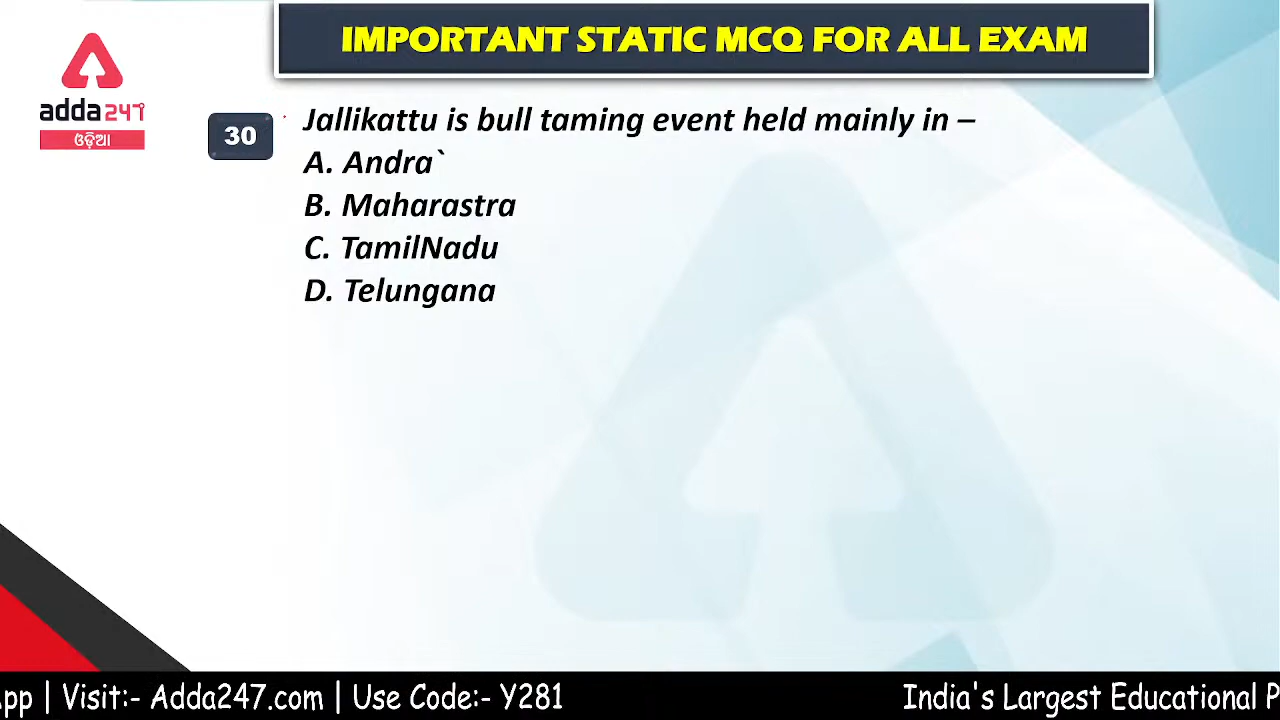 IMPORTANT STATIC MCQ FOR ALL EXAM
adda247
ଓଡ଼ିଆ
30
Jallikattu is bull taming event held mainly in –
A. Andra`
B. Maharastra
C. TamilNadu
D. Telungana
App | Visit:- Adda247.com | Use Code:- Y281
India's Largest Educational P